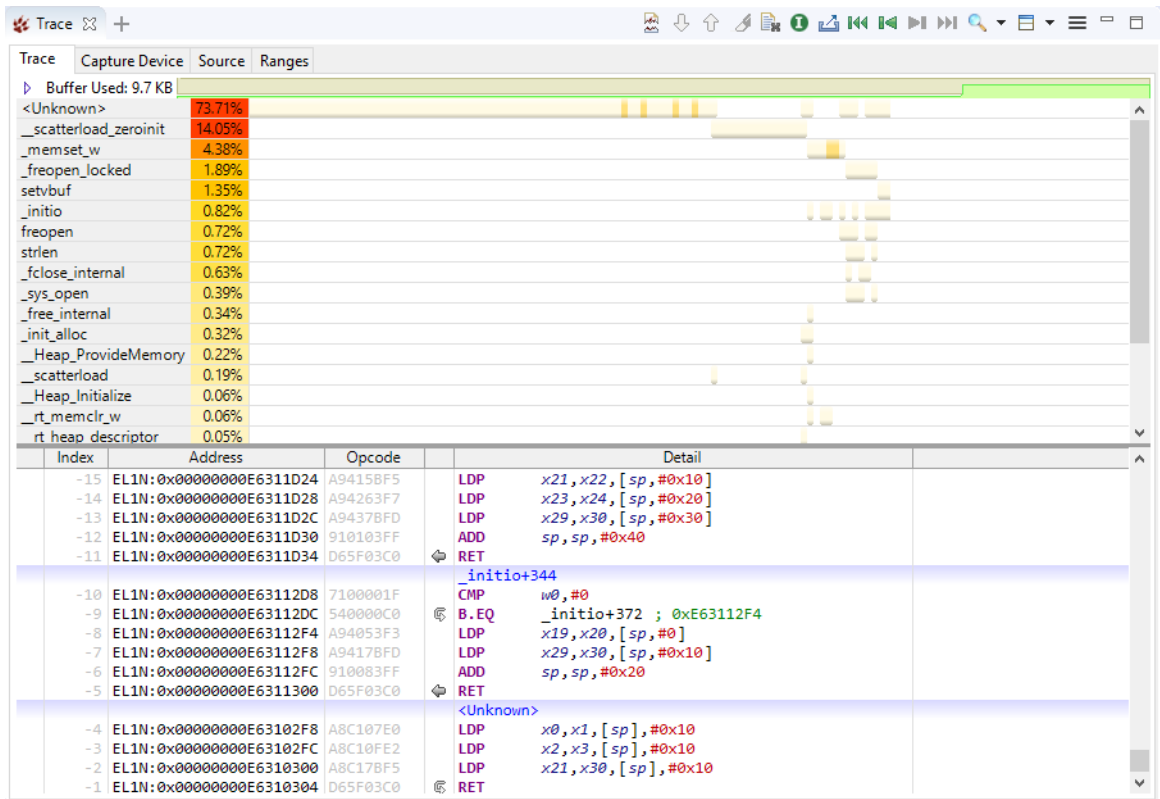 Trace
Trace Capture Device Source Ranges
Buffer Used: 9.7 KB
<Unknown> 73.71%
__scatterload_zeroinit 14.05%
_memset_w 4.38%
_freopen_locked 1.89%
setvbuf 1.35%
_initio 0.82%
freopen 0.72%
strlen 0.72%
_fclose_internal 0.63%
_sys_open 0.39%
_free_internal 0.34%
_init_alloc 0.32%
__Heap_ProvideMemory 0.22%
__scatterload 0.19%
__Heap_Initialize 0.06%
__rt_memclr_w 0.06%
rt heap descriptor 0.05%
Index Address Opcode Detail
-15 EL1N:0x00000000E6311D24 A9415BF5 LDP x21,x22,[sp,#0x10]
-14 EL1N:0x00000000E6311D28 A94263F7 LDP x23,x24,[sp,#0x20]
-13 EL1N:0x00000000E6311D2C A9437BFD LDP x29,x30,[sp,#0x30]
-12 EL1N:0x00000000E6311D30 910103FF ADD sp,sp,#0x40
-11 EL1N:0x00000000E6311D34 D65F03C0 RET
_initio+344
-10 EL1N:0x00000000E63112D8 7100001F CMP w0,#0
-9 EL1N:0x00000000E63112DC 540000C0 B.EQ _initio+372 ; 0xE63112F4
-8 EL1N:0x00000000E63112F4 A94053F3 LDP x19,x20,[sp,#0]
-7 EL1N:0x00000000E63112F8 A9417BFD LDP x29,x30,[sp,#0x10]
-6 EL1N:0x00000000E63112FC 910083FF ADD sp,sp,#0x20
-5 EL1N:0x00000000E6311300 D65F03C0 RET
<Unknown>
-4 EL1N:0x00000000E63102F8 A8C107E0 LDP x0,x1,[sp],#0x10
-3 EL1N:0x00000000E63102FC A8C10FE2 LDP x2,x3,[sp],#0x10
-2 EL1N:0x00000000E6310300 A8C17BF5 LDP x21,x30,[sp],#0x10
-1 EL1N:0x00000000E6310304 D65F03C0 RET